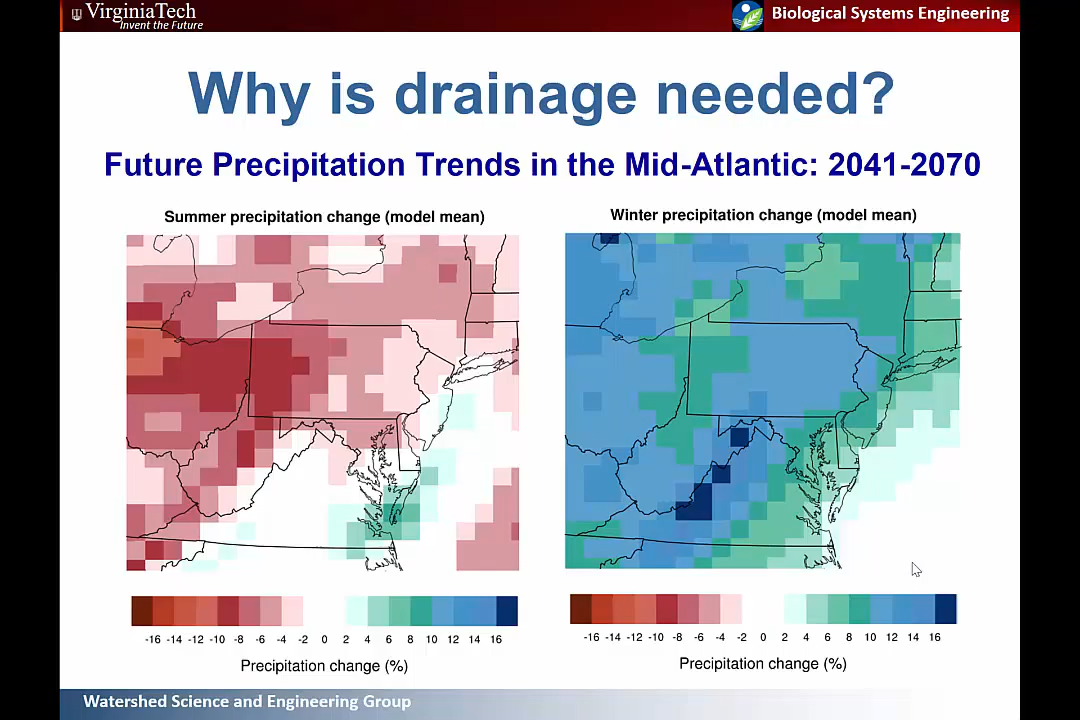 VirginiaTech
Invent the Future
Biological Systems Engineering
Why is drainage needed?
Future Precipitation Trends in the Mid-Atlantic: 2041-2070
Summer precipitation change (model mean)
Winter precipitation change (model mean)
-16 -14 -12 -10 -8 -6 -4 -2 0 2 4 6 8 10 12 14 16
Precipitation change (%)
-16 -14 -12 -10 -8 -6 -4 -2 0 2 4 6 8 10 12 14 16
Precipitation change (%)
Watershed Science and Engineering Group